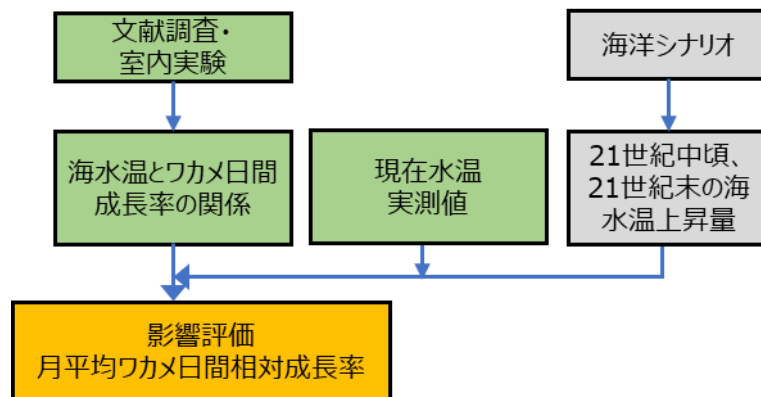 文献調査・
室内実験
海洋シナリオ
海水温とワカメ日間
成長率の関係
現在水温
実測値
21世紀中頃、
21世紀末の海
水温上昇量
影響評価
月平均ワカメ日間相対成長率